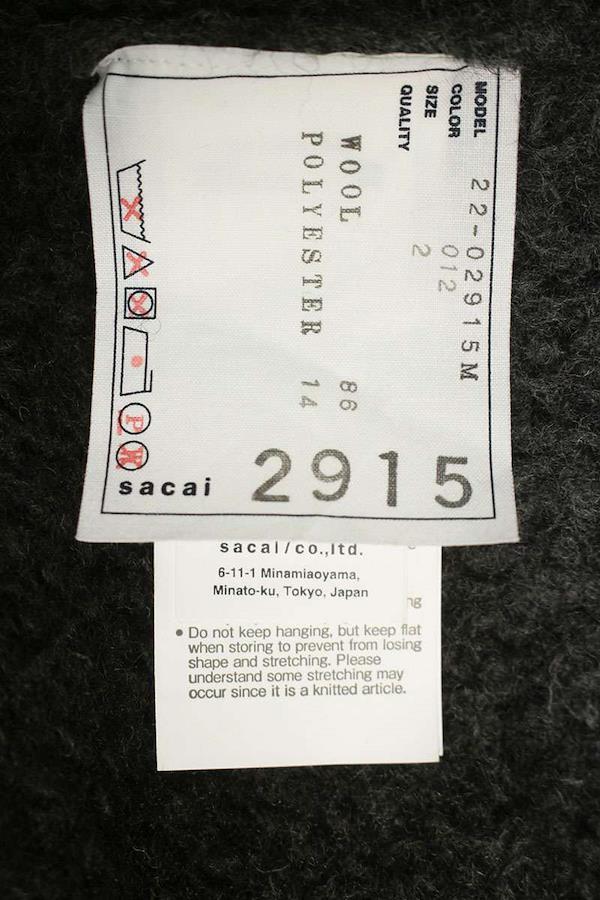 MODEL 22-02915M
COLOR 012
SIZE 2
QUALITY
WOOL 86
POLYESTER 14
sacai 2915
sacai/co.,ltd.
6-11-1 Minamiaoyama,
Minato-ku, Tokyo, Japan
• Do not keep hanging, but keep flat
when storing to prevent from losing
shape and stretching. Please
understand some stretching may
occur since it is a knitted article.